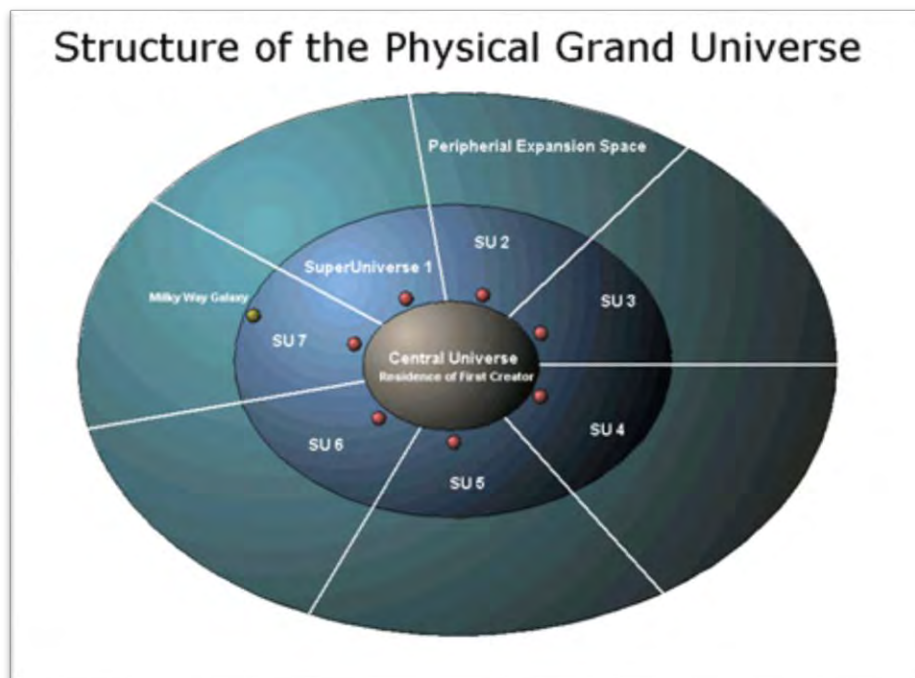 Structure of the Physical Grand Universe
Peripherial Expansion Space
SU 2
SuperUniverse 1
SU 3
Milky Way Galaxy
SU 7
Central Universe
Residence of First Creator
SU 4
SU 6
SU 5